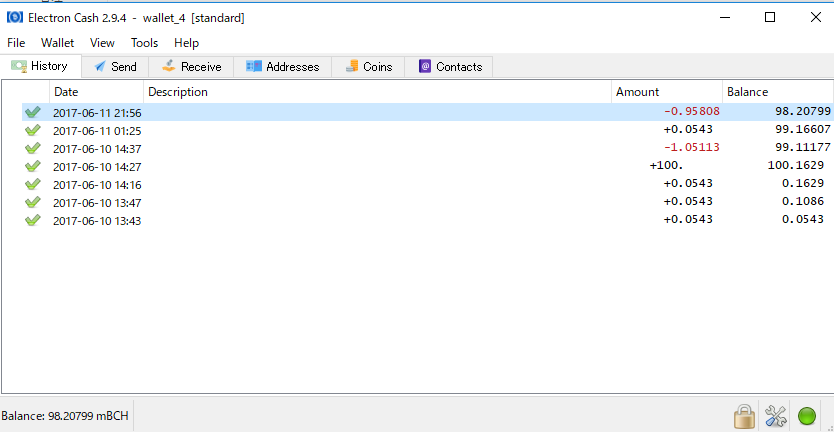 Electron Cash 2.9.4 - wallet_4 [standard]
File Wallet View Tools Help
History Send Receive Addresses Coins Contacts
Date Description Amount Balance
2017-06-11 21:56 -0.95808 98.20799
2017-06-11 01:25 +0.0543 99.16607
2017-06-10 14:37 -1.05113 99.11177
2017-06-10 14:27 +100. 100.1629
2017-06-10 14:16 +0.0543 0.1629
2017-06-10 13:47 +0.0543 0.1086
2017-06-10 13:43 +0.0543 0.0543
Balance: 98.20799 mBCH